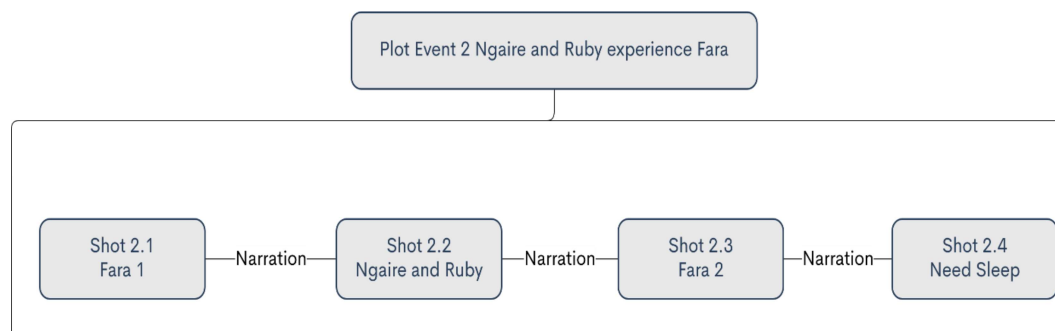 Plot Event 2 Ngaire and Ruby experience Fara
Shot 2.1
Fara 1
Narration
Shot 2.2
Ngaire and Ruby
Narration
Shot 2.3
Fara 2
Narration
Shot 2.4
Need Sleep